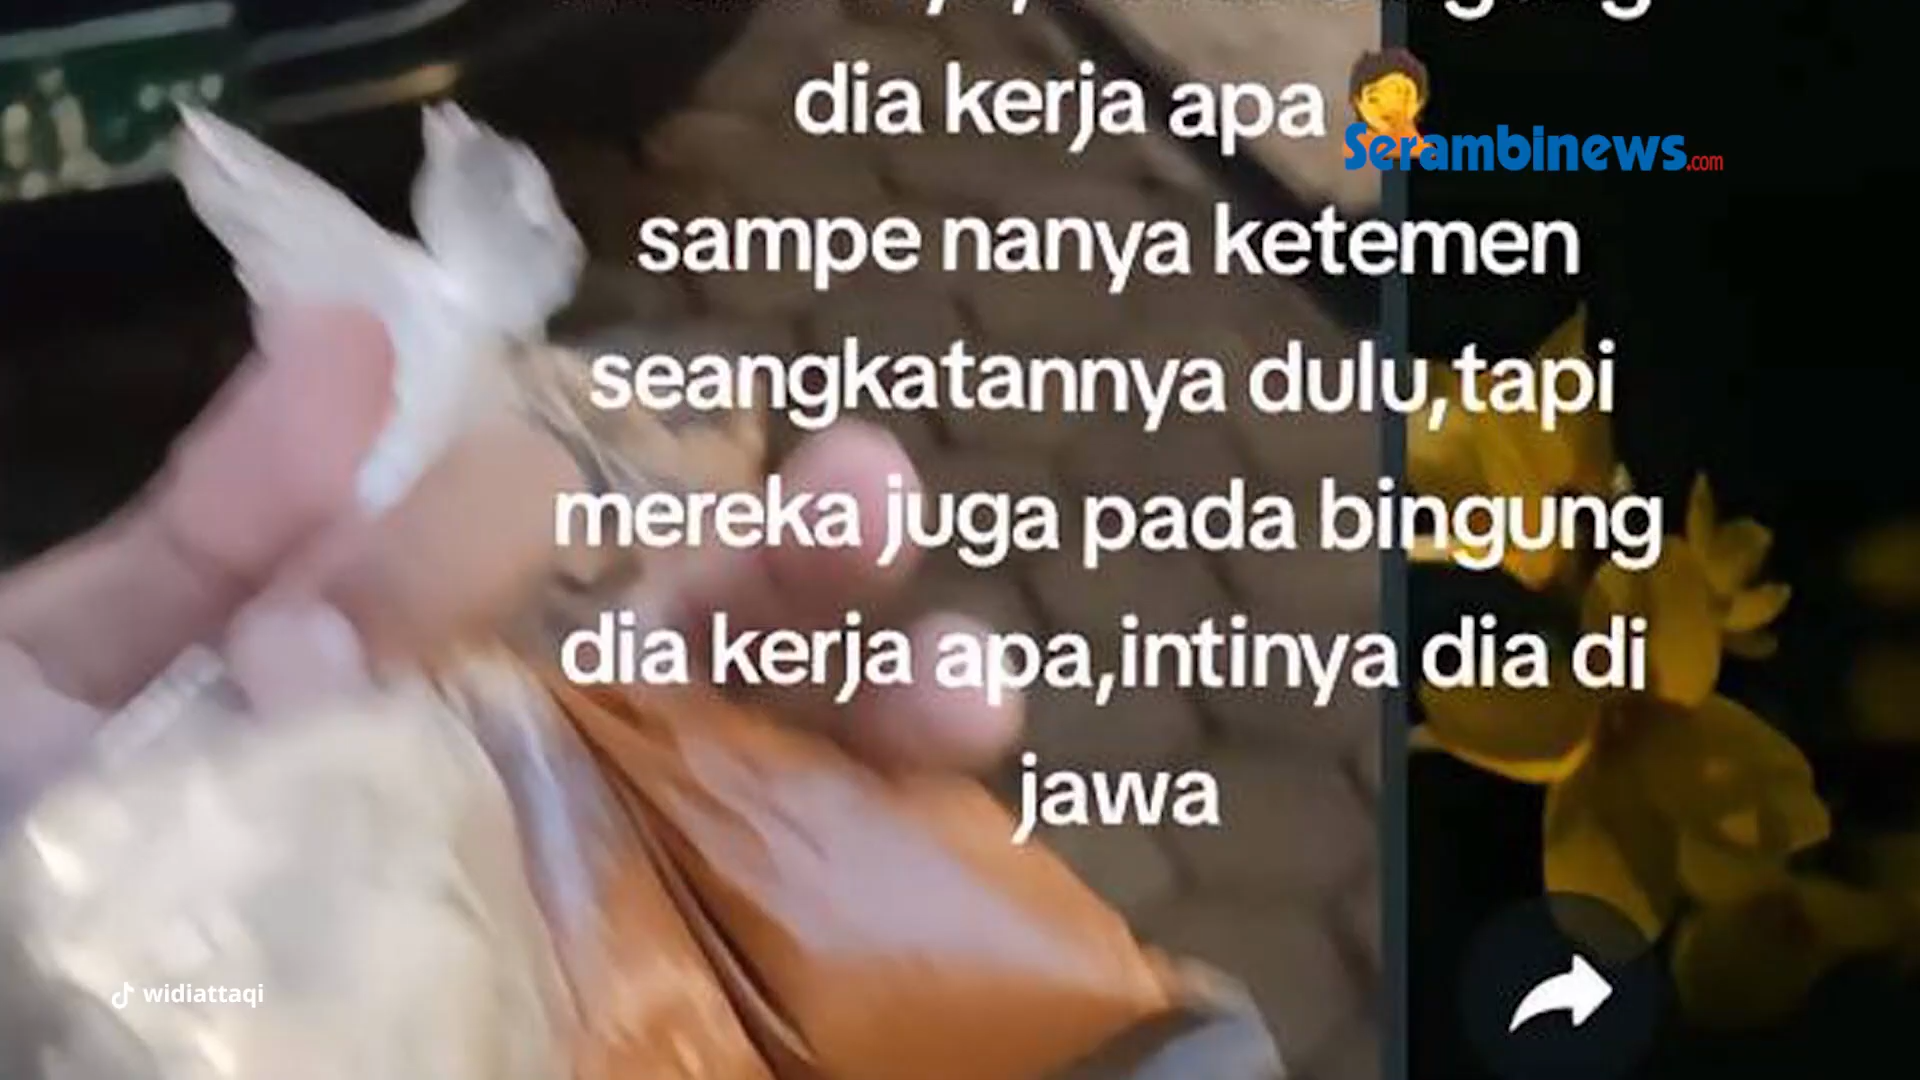 dia kerja apa 🤦
Serambinews.com
sampe nanya ketemen
seangkatannya dulu,tapi
mereka juga pada bingung
dia kerja apa,intinya dia di
jawa
widiattaqi